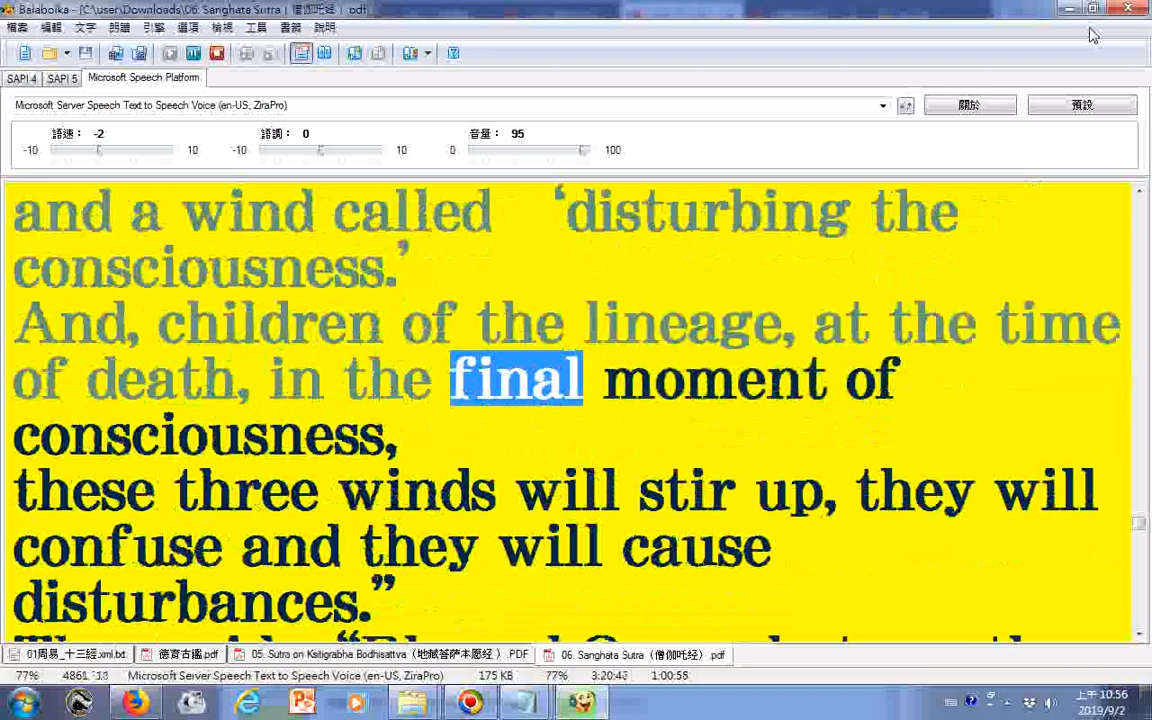 Balabolka - [C:\user\Downloads\06. Sanghata Sutra（僧伽吒经）.pdf]
檔案 編輯 文字 朗讀 引擎 選項 檢視 工具 書籤 說明
SAPI 4 SAPI 5 Microsoft Speech Platform
Microsoft Server Speech Text to Speech Voice (en-US, ZiraPro) 關於 預設
語速： -2 語調： 0 音量： 95
-10 10 -10 10 0 100
and a wind called ‘disturbing the
consciousness.’
And, children of the lineage, at the time
of death, in the final moment of
consciousness,
these three winds will stir up, they will
confuse and they will cause
disturbances.”
01周易_十三經.xml.txt 德育古鑑.pdf 05. Sutra on Ksitigrabha Bodhisattva（地藏菩萨本愿经）.PDF 06. Sanghata Sutra（僧伽吒经）.pdf
77% Microsoft Server Speech Text to Speech Voice (en-US, ZiraPro) 175 KB 77% 3:20:43 1:00:58
上午 10:56
2019/9/2